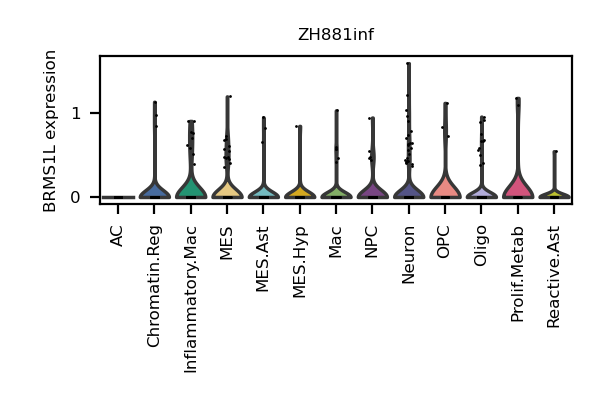 ZH881inf
BRMS1L expression
1
0
AC
Chromatin.Reg
Inflammatory.Mac
MES
MES.Ast
MES.Hyp
Mac
NPC
Neuron
OPC
Oligo
Prolif.Metab
Reactive.Ast